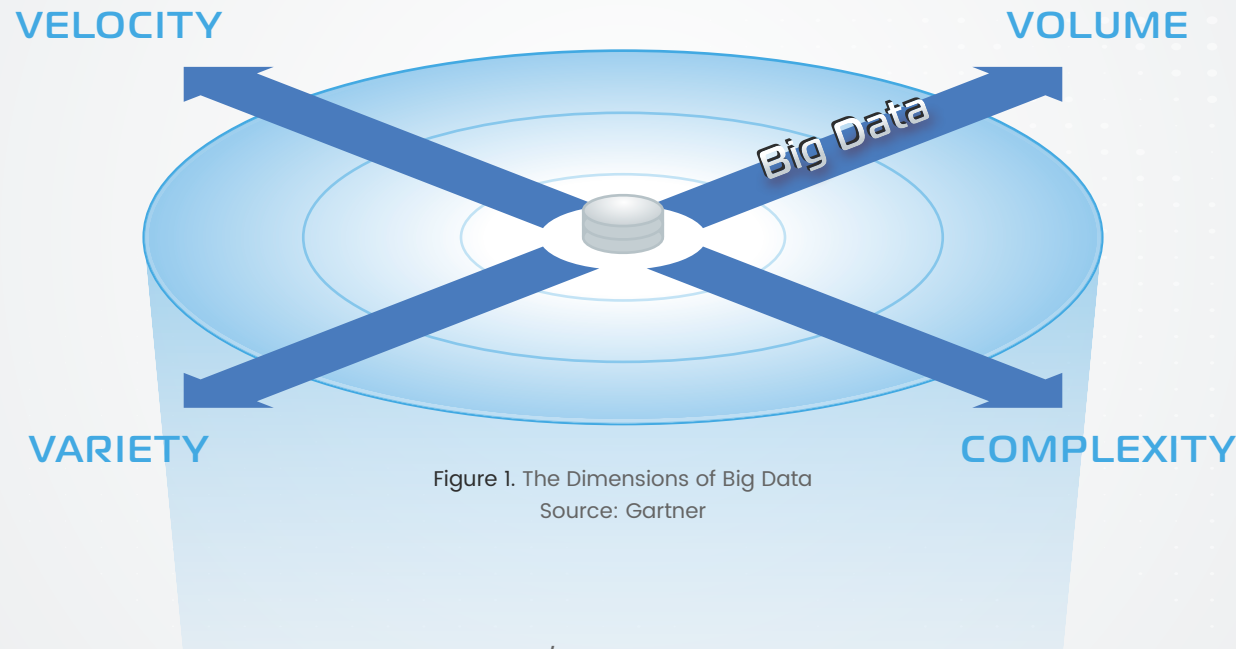 VELOCITY
VOLUME
Big Data
VARIETY
COMPLEXITY
Figure 1. The Dimensions of Big Data
Source: Gartner